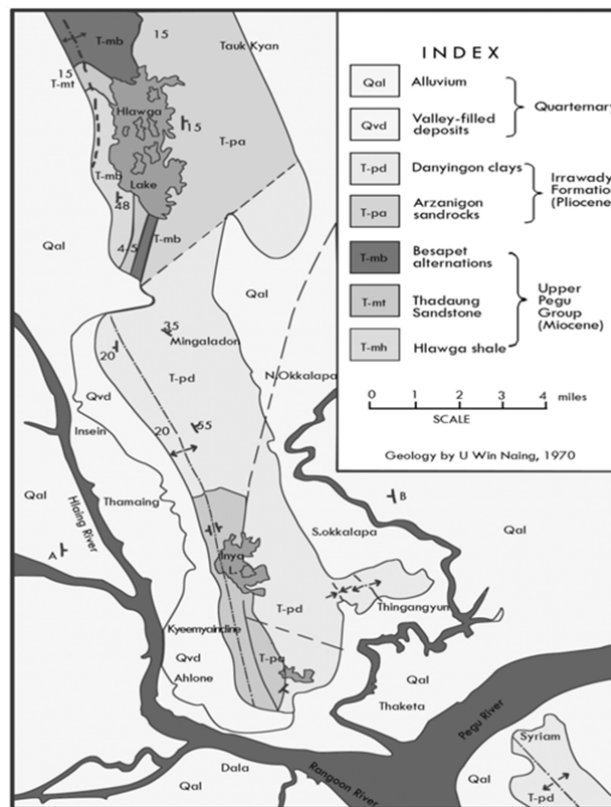 T-mb
15
Tauk Kyan
15
T-mt
Hlawga
15
T-pa
T-mb
Lake
48
Qal
4-5
T-mb
Qal
35
Mingaladon
20
T-pd
N.Okkalapa
Qvd
Insein
20
55
Qal
Thamaing
B
Hlaing River
S.okkalapa
Qal
A
Inya
L.
T-pd
Thingangyun
Kyeemyaindine
Qvd
T-pa
Ahlone
Qal
Thaketa
Pegu River
Syriam
Dala
Qal
Rangoon River
Qal
T-pd
INDEX
Qal Alluvium
Qvd Valley-filled
deposits
Quarternary
T-pd Danyingon clays
T-pa Arzanigon
sandrocks
Irrawady
Formation
(Pliocene)
T-mb Besapet
alternations
T-mt Thadaung
Sandstone
T-mh Hlawga shale
Upper
Pegu
Group
(Miocene)
0 1 2 3 4 miles
SCALE
Geology by U Win Naing, 1970